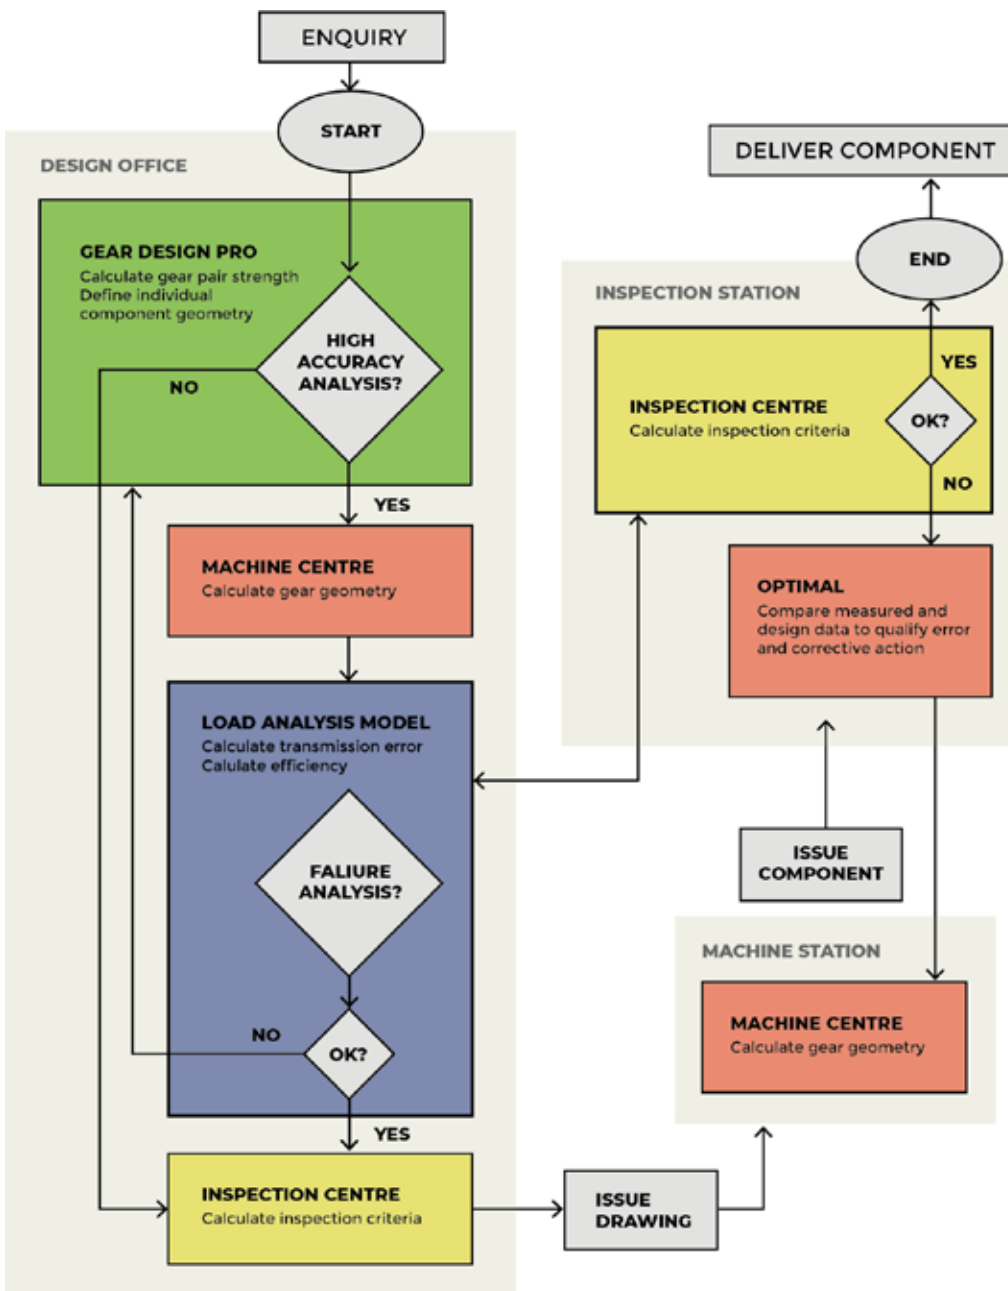 ENQUIRY
START
DESIGN OFFICE
GEAR DESIGN PRO
Calculate gear pair strength
Define individual
component geometry
HIGH
ACCURACY
ANALYSIS?
NO
YES
MACHINE CENTRE
Calculate gear geometry
LOAD ANALYSIS MODEL
Calculate transmission error
Calulate efficiency
FALIURE
ANALYSIS?
NO
OK?
YES
INSPECTION CENTRE
Calculate inspection criteria
ISSUE
DRAWING
MACHINE STATION
MACHINE CENTRE
Calculate gear geometry
ISSUE
COMPONENT
DELIVER COMPONENT
END
INSPECTION STATION
YES
INSPECTION CENTRE
Calculate inspection criteria
OK?
NO
OPTIMAL
Compare measured and
design data to qualify error
and corrective action